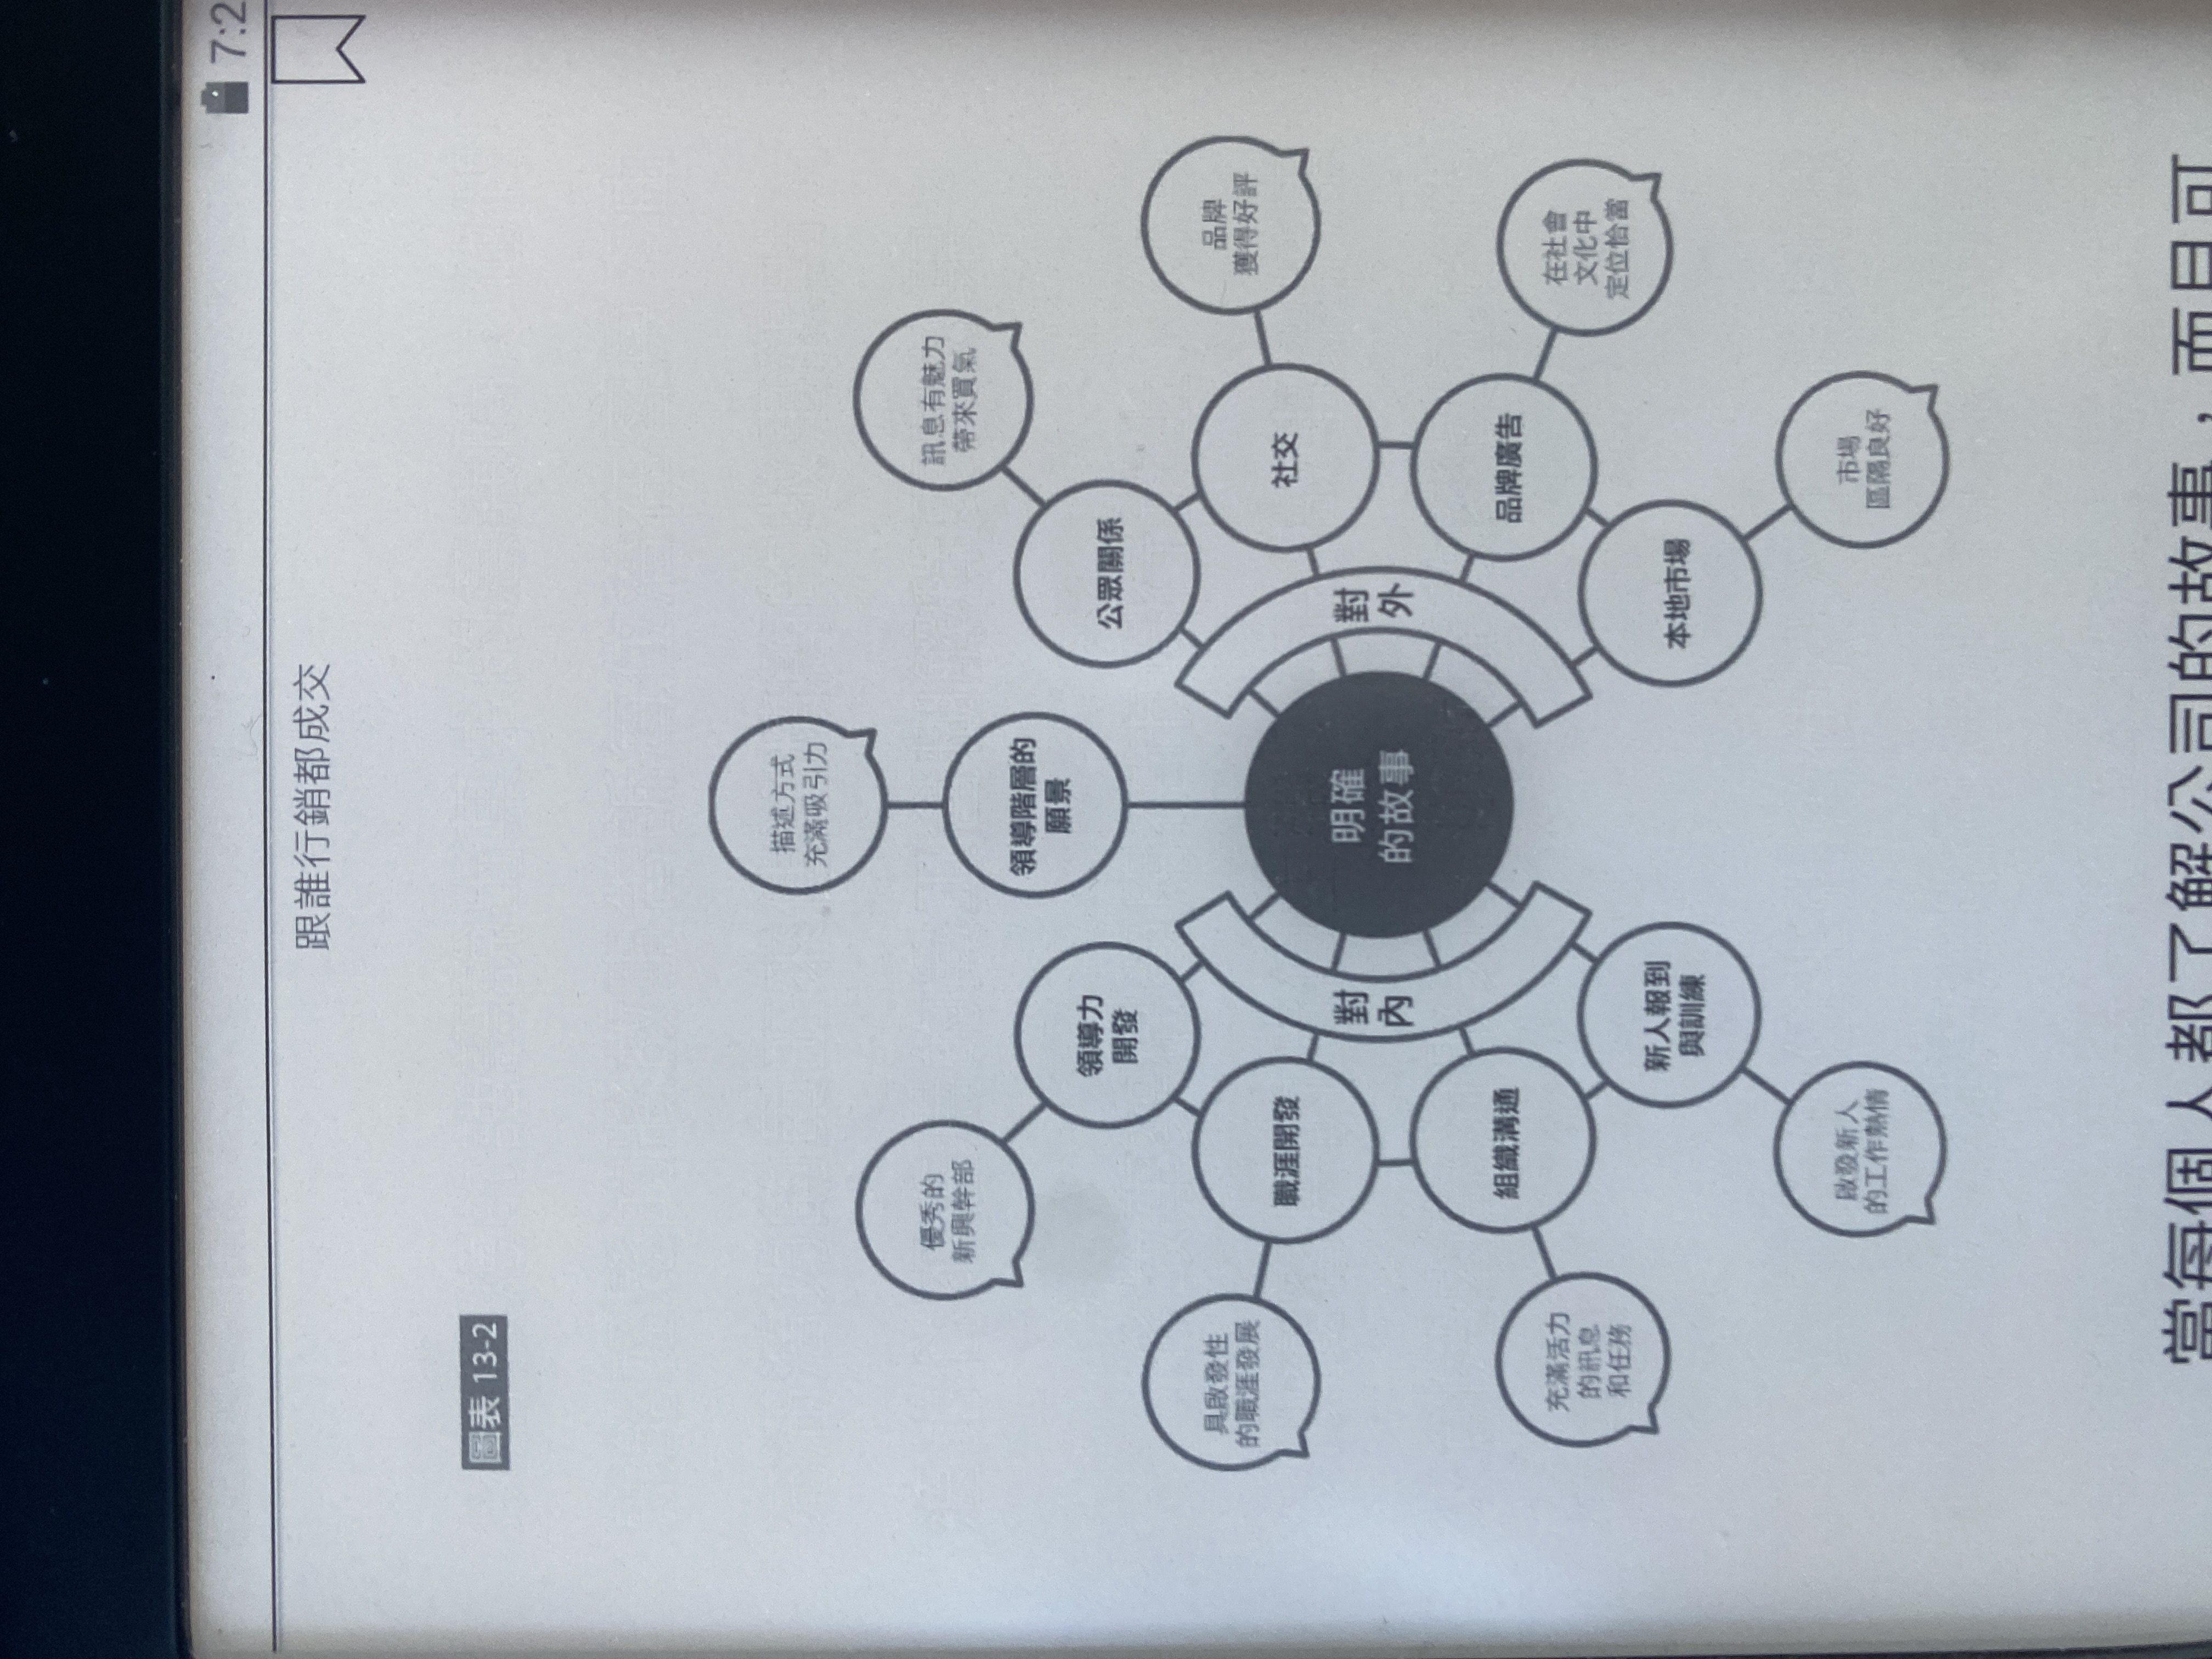 7:2
跟誰行銷都成交
圖表 13-2
描述方式
充滿吸引力
領導階層的
願景
優秀的
新興幹部
領導力
開發
具啟發性
的職涯發展
職涯開發
充滿活力
的訊息
和任務
組織溝通
啟發新人
的工作熱情
新人報到
與訓練
對
內
明確
的故事
對
外
訊息有魅力
帶來買氣
公眾關係
品牌
獲得好評
社交
在社會
文化中
定位恰當
品牌廣告
市場
區隔良好
本地市場
當每個人都了解公司的故事，而且可